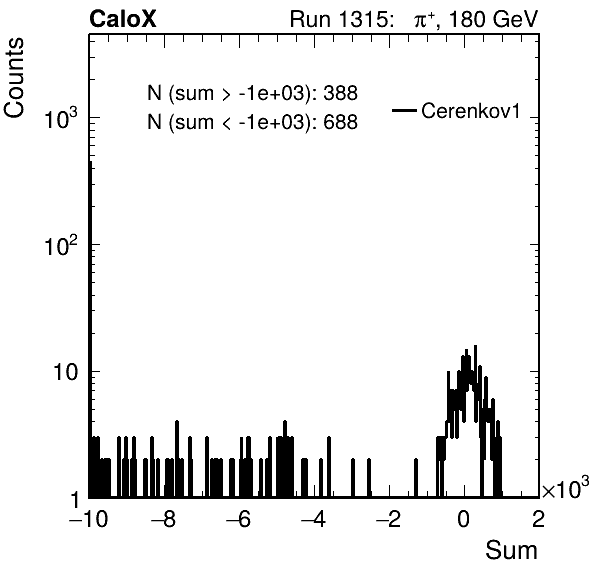 CaloX Run 1315: π⁺, 180 GeV
Counts
N (sum > -1e+03): 388
N (sum < -1e+03): 688
Cerenkov1
10³
10²
10
1
−10 −8 −6 −4 −2 0 2
×10³
Sum